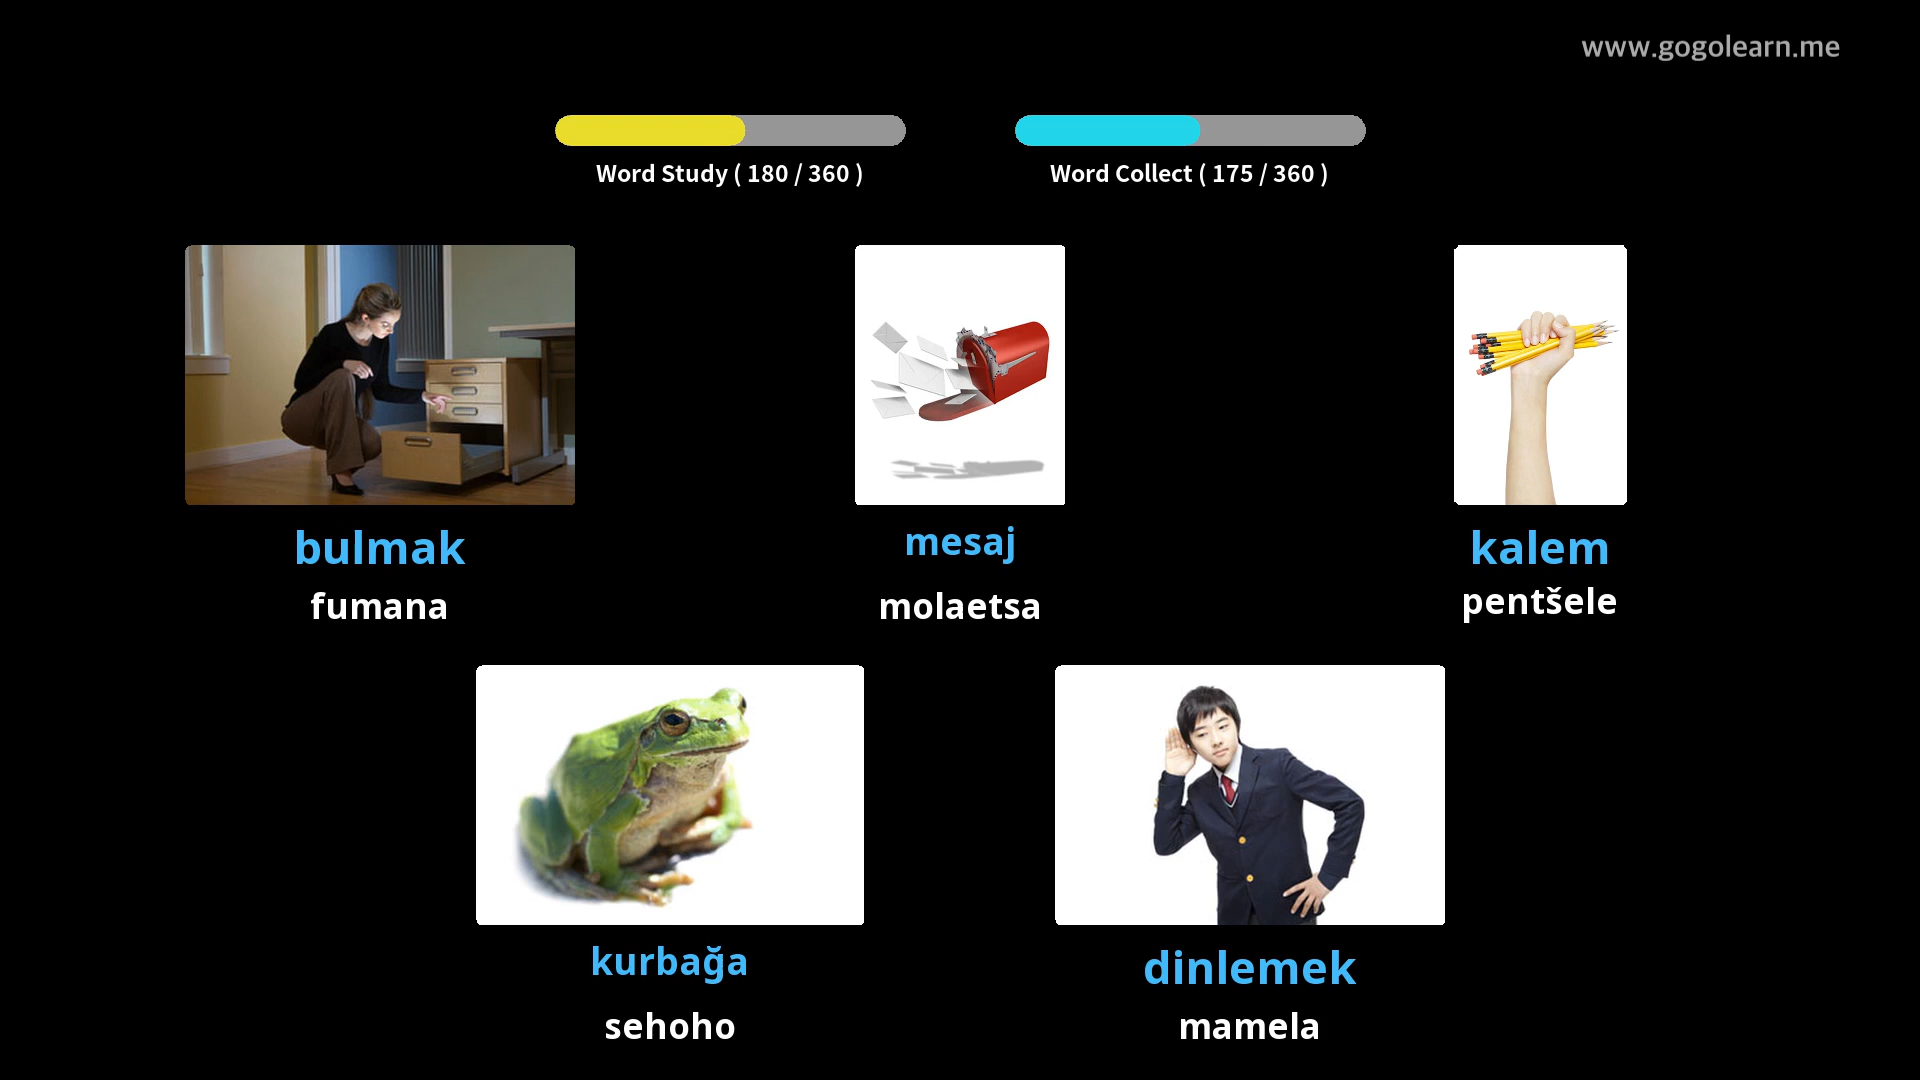 www.gogolearn.me
Word Study ( 180 / 360 )
Word Collect ( 175 / 360 )
bulmak
fumana
mesaj
molaetsa
kalem
pentšele
kurbağa
sehoho
dinlemek
mamela